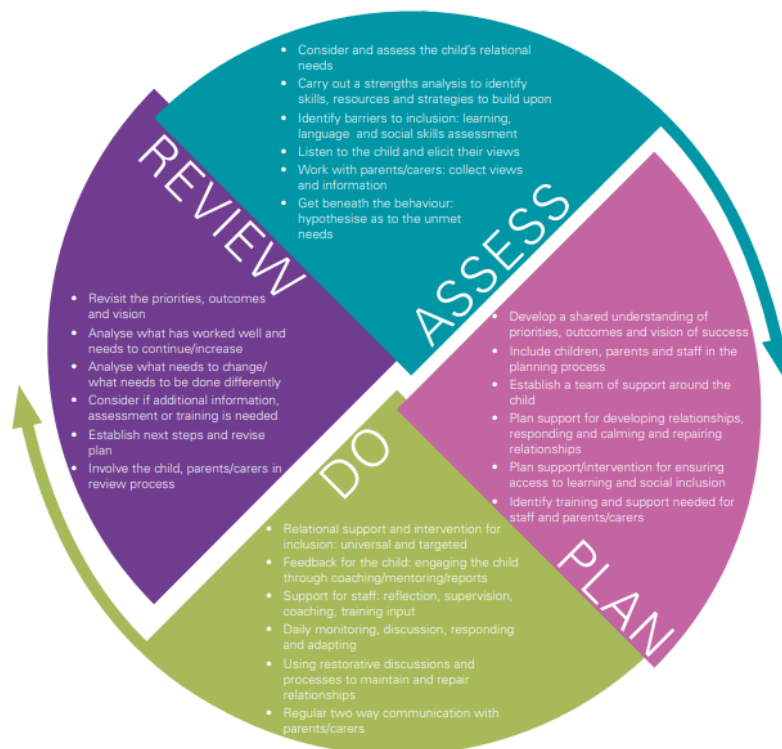 • Consider and assess the child's relational
needs
• Carry out a strengths analysis to identify
skills, resources and strategies to build upon
• Identify barriers to inclusion: learning,
language and social skills assessment
• Listen to the child and elicit their views
• Work with parents/carers: collect views
and information
• Get beneath the behaviour:
hypothesise as to the unmet
needs
ASSESS
• Develop a shared understanding of
priorities, outcomes and vision of success
• Include children, parents and staff in the
planning process
• Establish a team of support around the
child
• Plan support for developing relationships,
responding and calming and repairing
relationships
• Plan support/intervention for ensuring
access to learning and social inclusion
• Identify training and support needed for
staff and parents/carers
PLAN
DO
• Relational support and intervention for
inclusion: universal and targeted
• Feedback for the child: engaging the child
through coaching/mentoring/reports
• Support for staff: reflection, supervision,
coaching, training input
• Daily monitoring, discussion, responding
and adapting
• Using restorative discussions and
processes to maintain and repair
relationships
• Regular two way communication with
parents/carers
REVIEW
• Revisit the priorities, outcomes
and vision
• Analyse what has worked well and
needs to continue/increase
• Analyse what needs to change/
what needs to be done differently
• Consider if additional information,
assessment or training is needed
• Establish next steps and revise
plan
• Involve the child, parents/carers in
review process